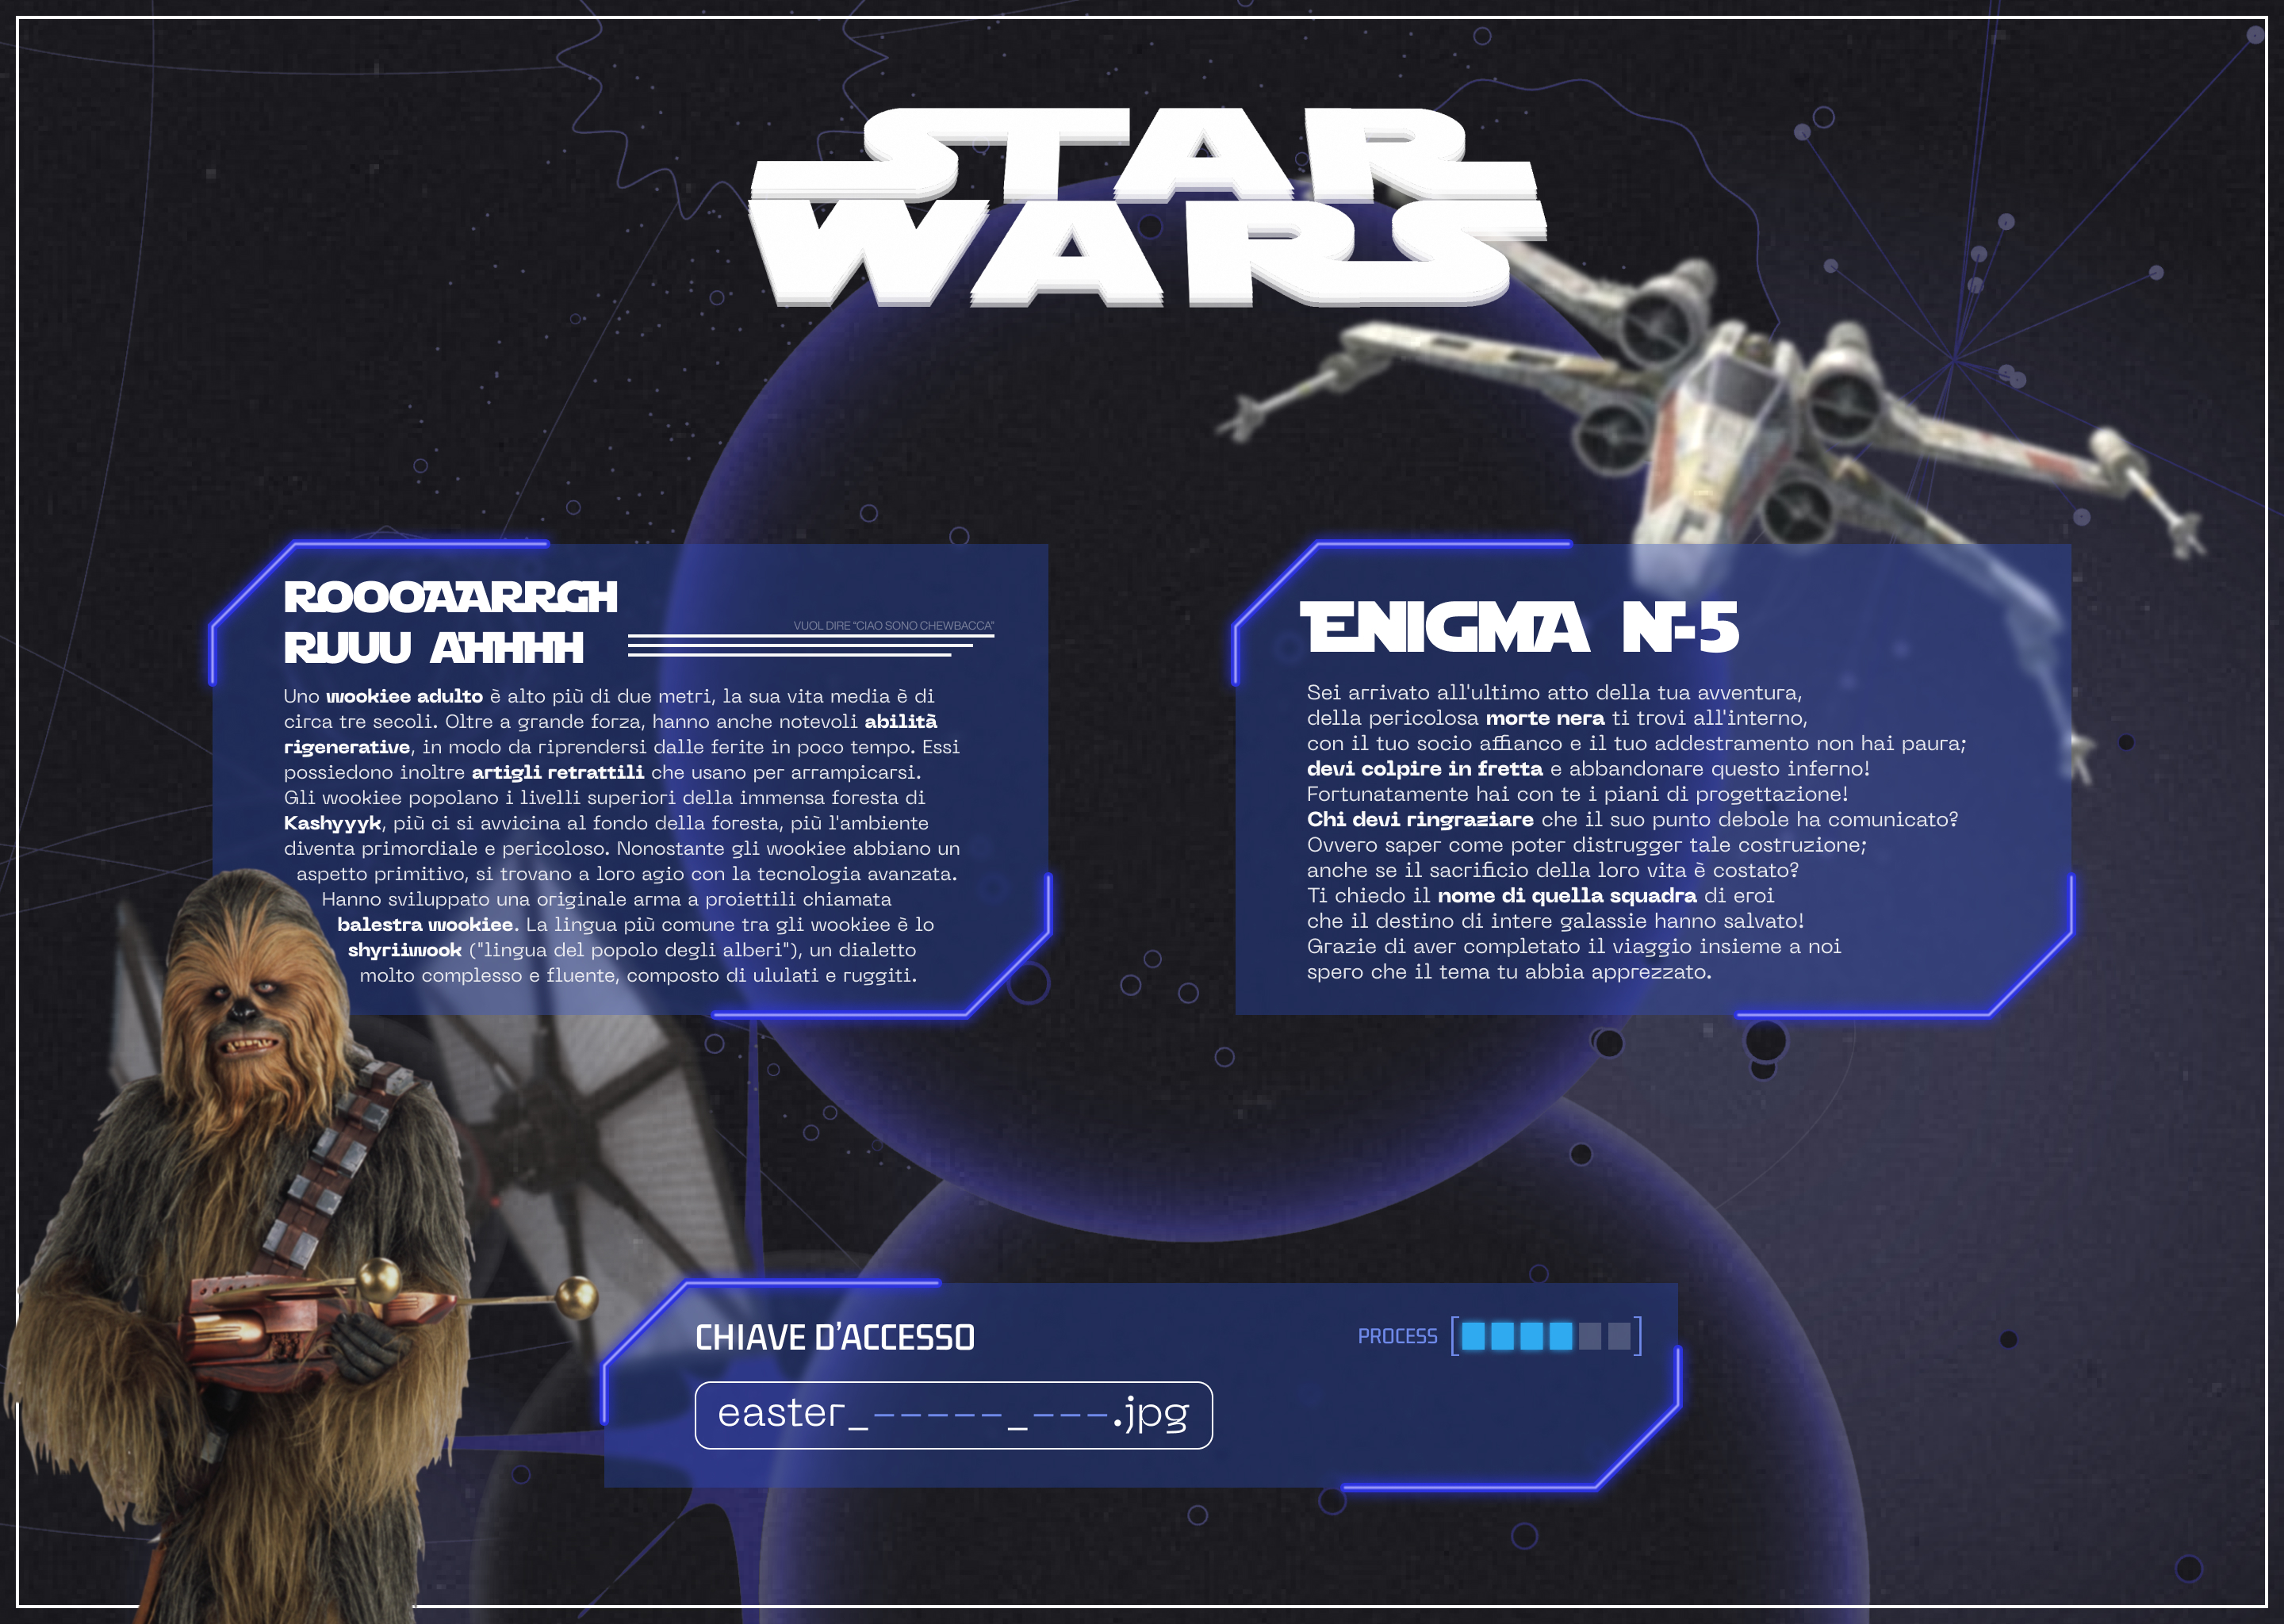 STAR
WARS
ROOOAAARRGH
RUUU AHHHH
VUOL DIRE "CIAO SONO CHEWBACCA"
Uno wookiee adulto è alto più di due metri, la sua vita media è di
circa tre secoli. Oltre a grande forza, hanno anche notevoli abilità
rigenerative, in modo da riprendersi dalle ferite in poco tempo. Essi
possiedono inoltre artigli retrattili che usano per arrampicarsi.
Gli wookiee popolano i livelli superiori della immensa foresta di
Kashyyyk, più ci si avvicina al fondo della foresta, più l'ambiente
diventa primordiale e pericoloso. Nonostante gli wookiee abbiano un
aspetto primitivo, si trovano a loro agio con la tecnologia avanzata.
Hanno sviluppato una originale arma a proiettili chiamata
balestra wookiee. La lingua più comune tra gli wookiee è lo
shyriiwook ("lingua del popolo degli alberi"), un dialetto
molto complesso e fluente, composto di ululati e ruggiti.
ENIGMA N-5
Sei arrivato all'ultimo atto della tua avventura,
della pericolosa morte nera ti trovi all'interno,
con il tuo socio affianco e il tuo addestramento non hai paura;
devi colpire in fretta e abbandonare questo inferno!
Fortunatamente hai con te i piani di progettazione!
Chi devi ringraziare che il suo punto debole ha comunicato?
Ovvero saper come poter distrugger tale costruzione;
anche se il sacrificio della loro vita è costato?
Ti chiedo il nome di quella squadra di eroi
che il destino di intere galassie hanno salvato!
Grazie di aver completato il viaggio insieme a noi
spero che il tema tu abbia apprezzato.
CHIAVE D'ACCESSO
PROCESS
easter_-----_---.jpg